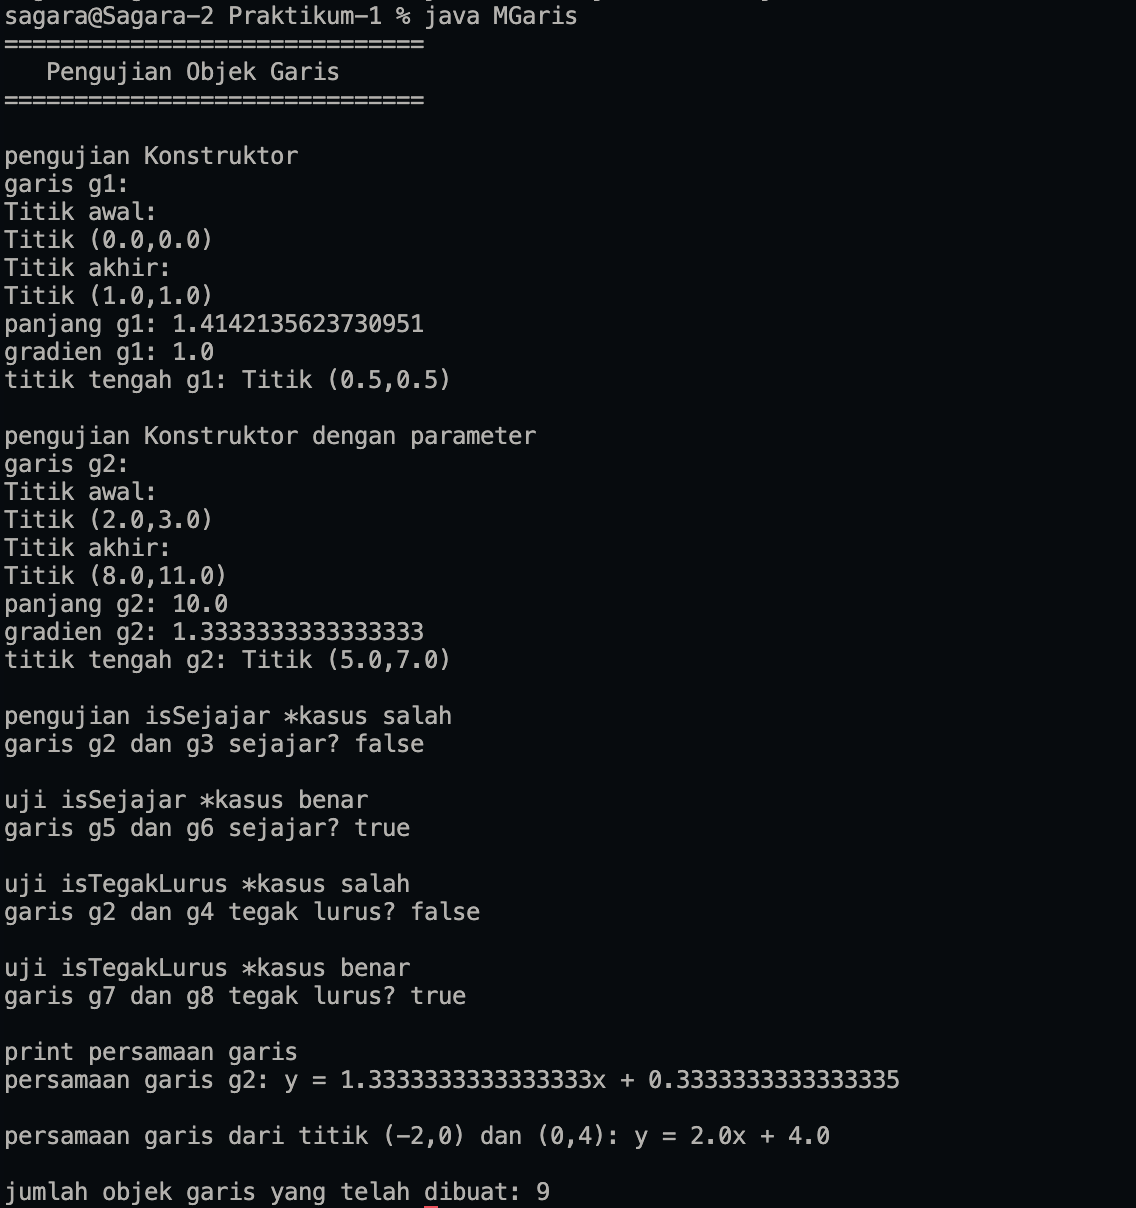 sagara@Sagara-2 Praktikum-1 % java MGaris
==============================
   Pengujian Objek Garis
==============================

pengujian Konstruktor
garis g1:
Titik awal:
Titik (0.0,0.0)
Titik akhir:
Titik (1.0,1.0)
panjang g1: 1.4142135623730951
gradien g1: 1.0
titik tengah g1: Titik (0.5,0.5)

pengujian Konstruktor dengan parameter
garis g2:
Titik awal:
Titik (2.0,3.0)
Titik akhir:
Titik (8.0,11.0)
panjang g2: 10.0
gradien g2: 1.3333333333333333
titik tengah g2: Titik (5.0,7.0)

pengujian isSejajar *kasus salah
garis g2 dan g3 sejajar? false

uji isSejajar *kasus benar
garis g5 dan g6 sejajar? true

uji isTegakLurus *kasus salah
garis g2 dan g4 tegak lurus? false

uji isTegakLurus *kasus benar
garis g7 dan g8 tegak lurus? true

print persamaan garis
persamaan garis g2: y = 1.3333333333333333x + 0.3333333333333335

persamaan garis dari titik (-2,0) dan (0,4): y = 2.0x + 4.0

jumlah objek garis yang telah dibuat: 9